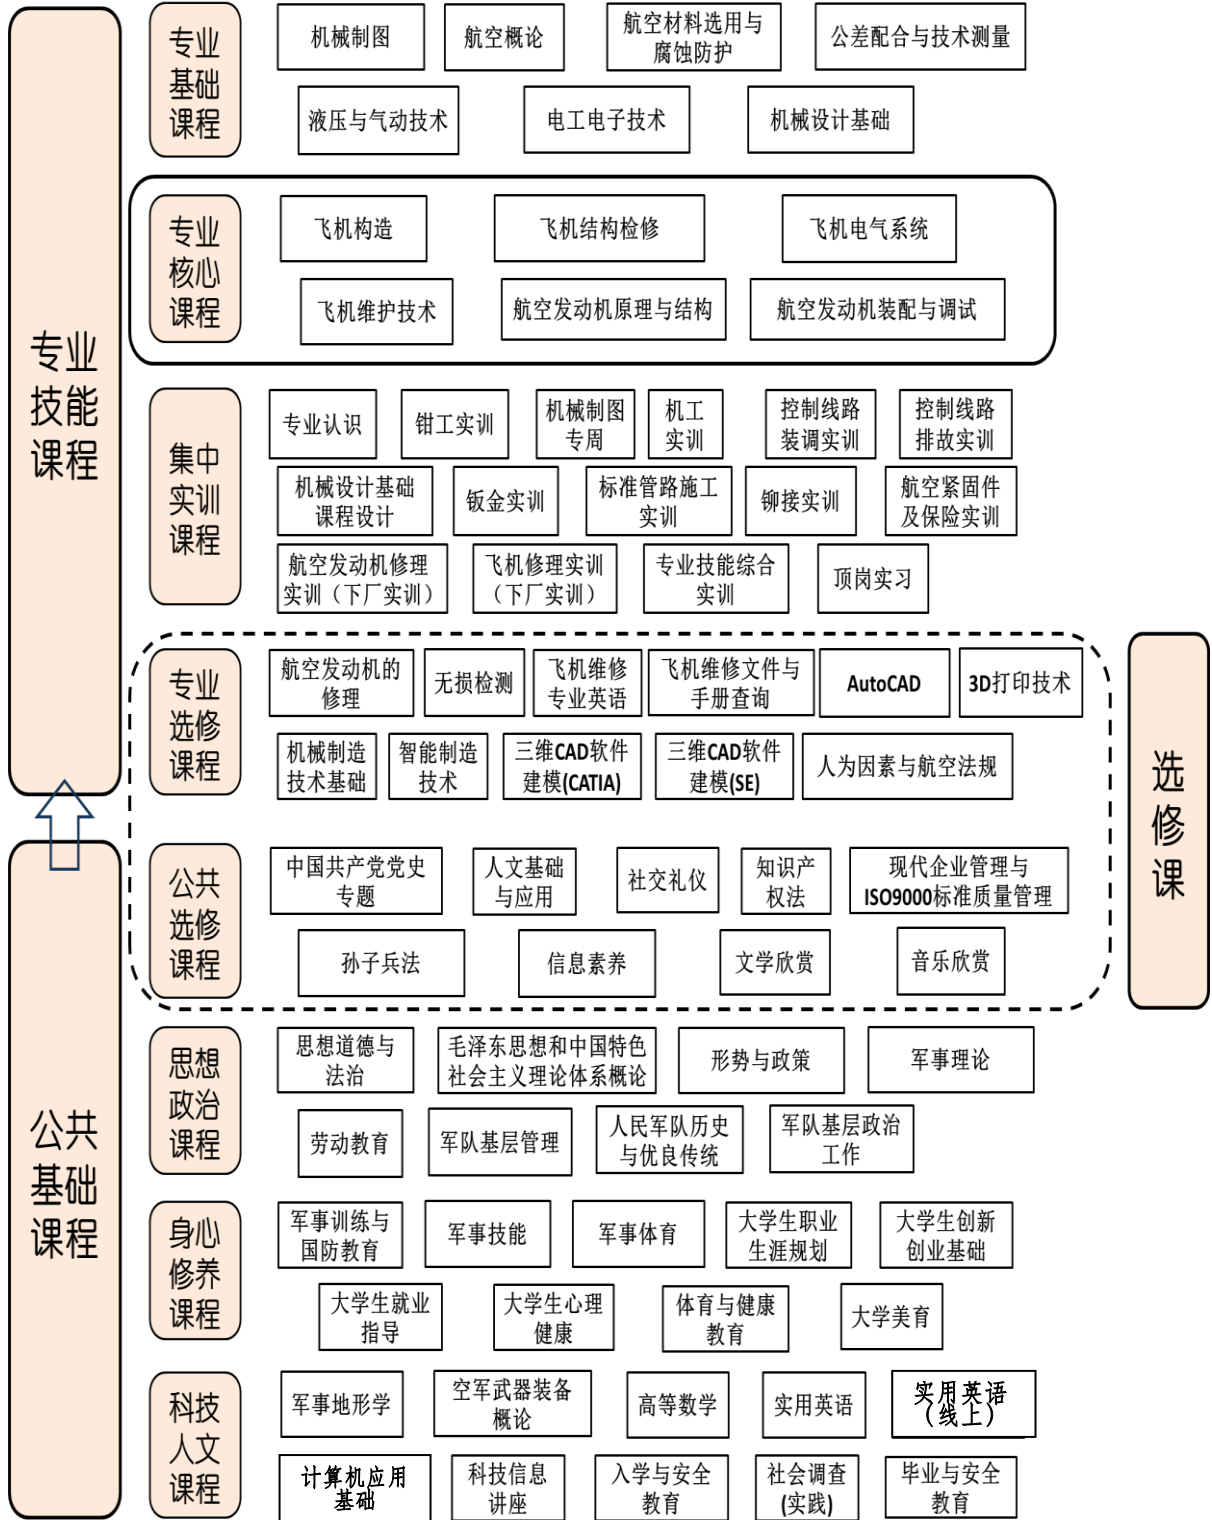 专业
技能
课程
专业
基础
课程
机械制图
航空概论
航空材料选用与
腐蚀防护
公差配合与技术测量
液压与气动技术
电工电子技术
机械设计基础
专业
核心
课程
飞机构造
飞机结构检修
飞机电气系统
飞机维护技术
航空发动机原理与结构
航空发动机装配与调试
集中
实训
课程
专业认识
钳工实训
机械制图
专周
机工
实训
控制线路
装调实训
控制线路
排故实训
机械设计基础
课程设计
钣金实训
标准管路施工
实训
铆接实训
航空紧固件
及保险实训
航空发动机修理
实训（下厂实训）
飞机修理实训
（下厂实训）
专业技能综合
实训
顶岗实习
专业
选修
课程
航空发动机的
修理
无损检测
飞机维修
专业英语
飞机维修文件与
手册查询
AutoCAD
3D打印技术
机械制造
技术基础
智能制造
技术
三维CAD软件
建模(CATIA)
三维CAD软件
建模(SE)
人为因素与航空法规
选
修
课
公共
基础
课程
公共
选修
课程
中国共产党党史
专题
人文基础
与应用
社交礼仪
知识产
权法
现代企业管理与
ISO9000标准质量管理
孙子兵法
信息素养
文学欣赏
音乐欣赏
思想
政治
课程
思想道德与
法治
毛泽东思想和中国特色
社会主义理论体系概论
形势与政策
军事理论
劳动教育
军队基层管理
人民军队历史
与优良传统
军队基层政治
工作
身心
修养
课程
军事训练与
国防教育
军事技能
军事体育
大学生职业
生涯规划
大学生创新
创业基础
大学生就业
指导
大学生心理
健康
体育与健康
教育
大学美育
科技
人文
课程
军事地形学
空军武器装备
概论
高等数学
实用英语
实用英语
（线上）
计算机应用
基础
科技信息
讲座
入学与安全
教育
社会调查
(实践)
毕业与安全
教育